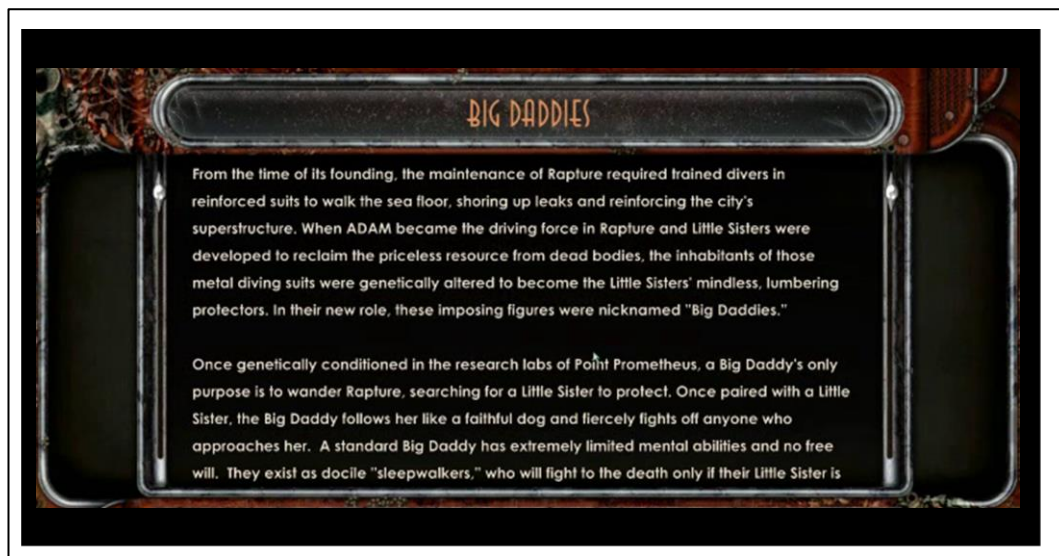 BIG DADDIES
From the time of its founding, the maintenance of Rapture required trained divers in
reinforced suits to walk the sea floor, shoring up leaks and reinforcing the city's
superstructure. When ADAM became the driving force in Rapture and Little Sisters were
developed to reclaim the priceless resource from dead bodies, the inhabitants of those
metal diving suits were genetically altered to become the Little Sisters' mindless, lumbering
protectors. In their new role, these imposing figures were nicknamed "Big Daddies."
Once genetically conditioned in the research labs of Point Prometheus, a Big Daddy's only
purpose is to wander Rapture, searching for a Little Sister to protect. Once paired with a Little
Sister, the Big Daddy follows her like a faithful dog and fiercely fights off anyone who
approaches her. A standard Big Daddy has extremely limited mental abilities and no free
will. They exist as docile "sleepwalkers," who will fight to the death only if their Little Sister is